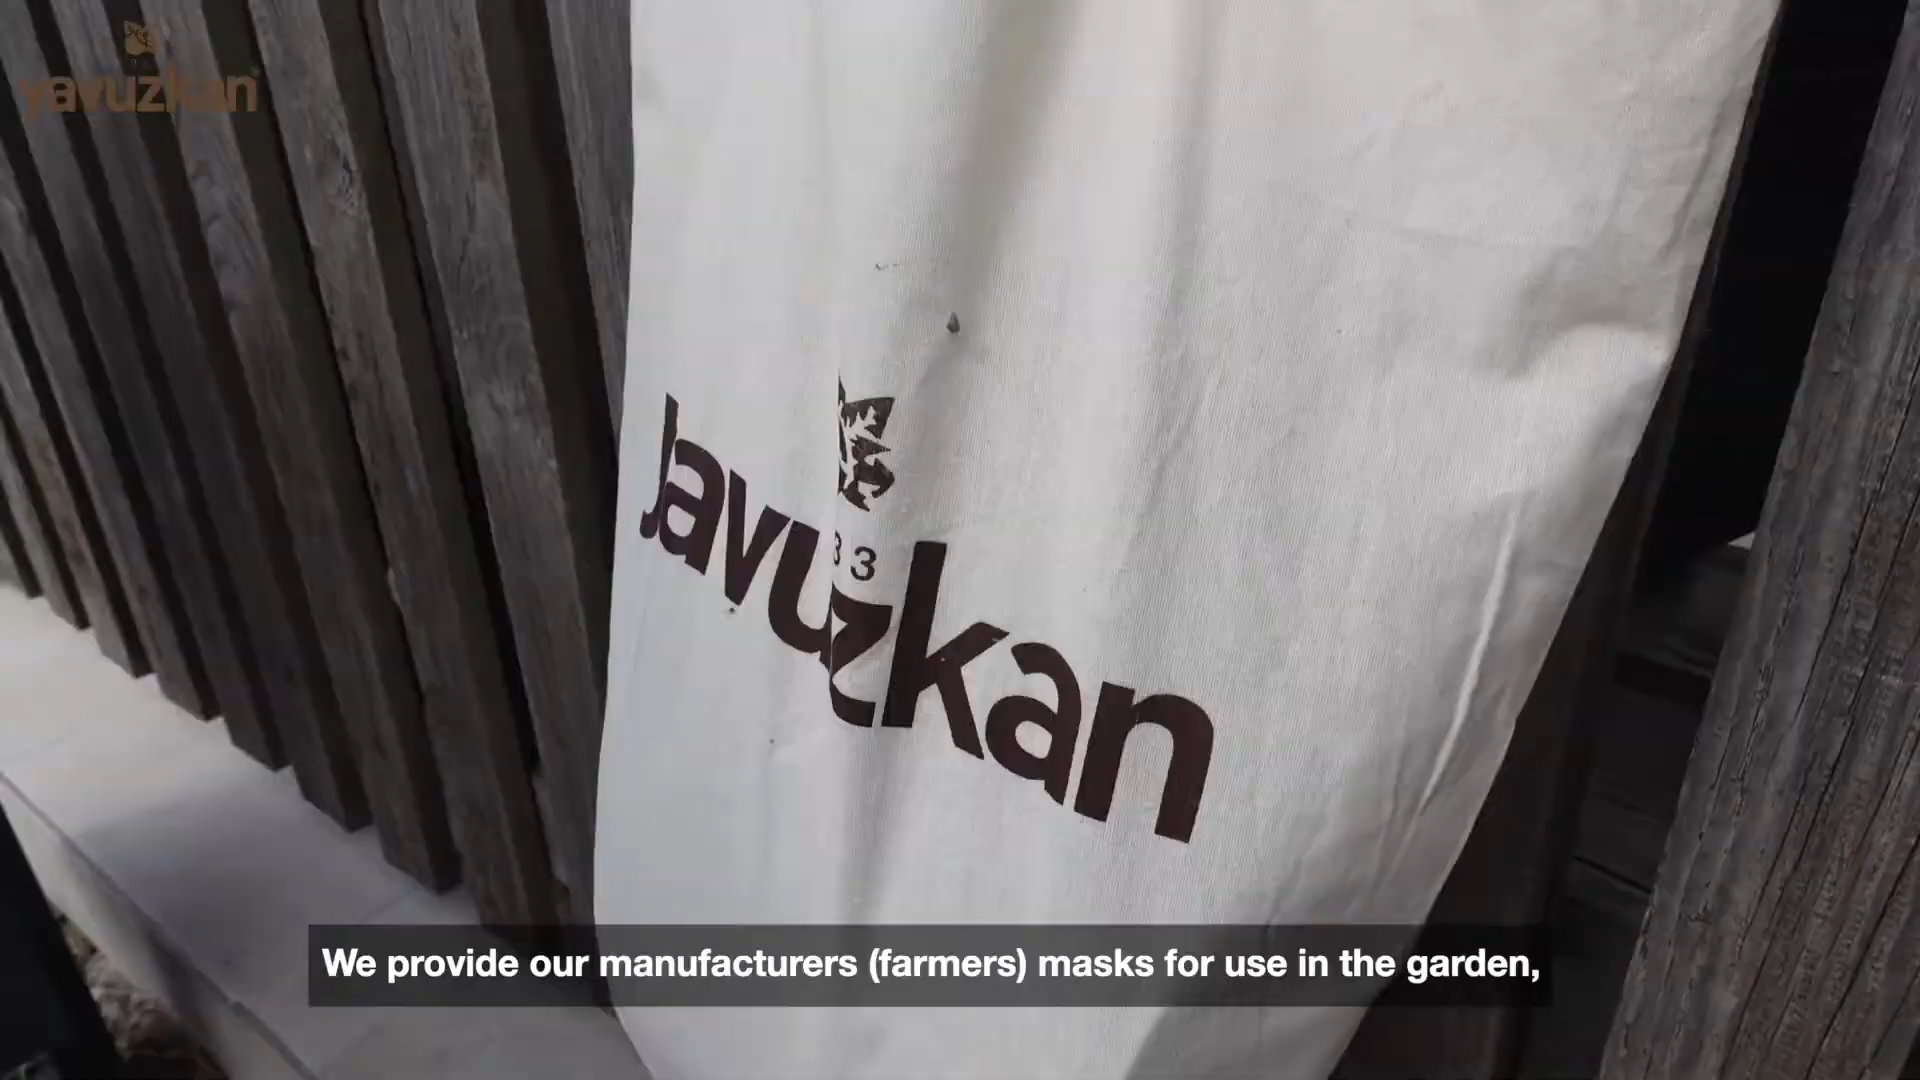 yavuzkan
33
yavuzkan
We provide our manufacturers (farmers) masks for use in the garden,